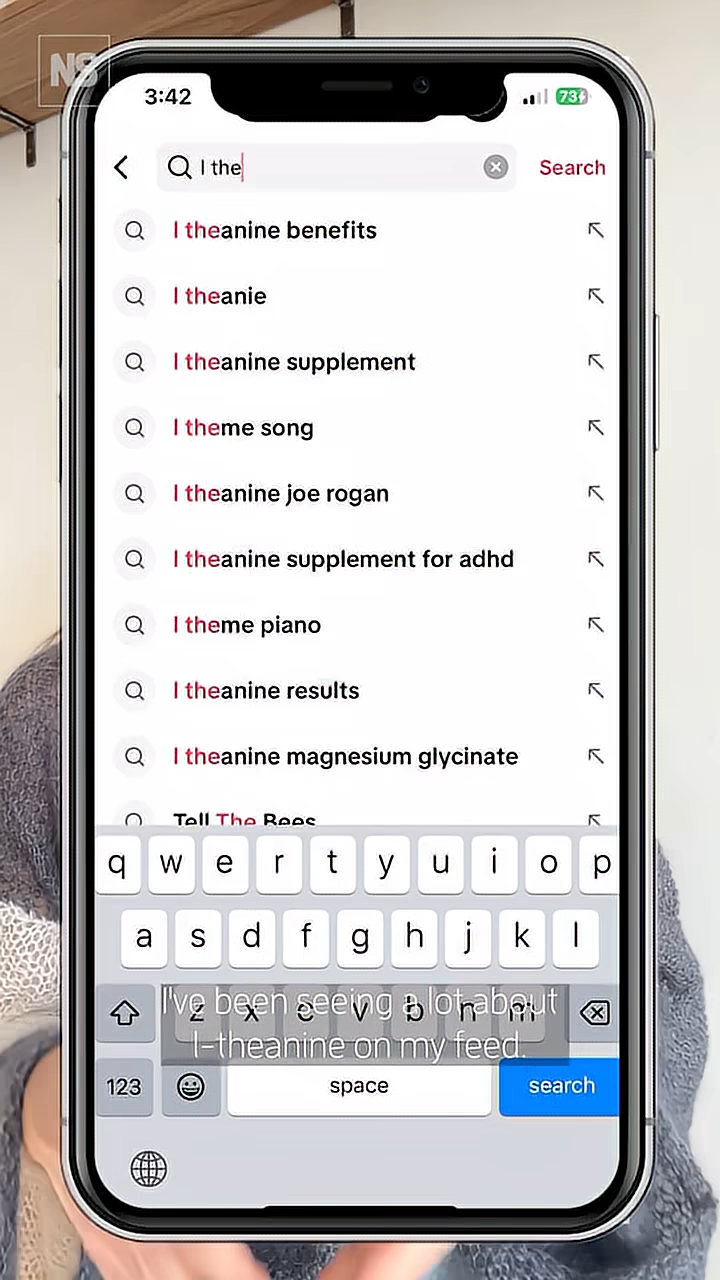 NS
3:42
73
l the
Search
l theanine benefits
l theanie
l theanine supplement
l theme song
l theanine joe rogan
l theanine supplement for adhd
l theme piano
l theanine results
l theanine magnesium glycinate
Tell The Bees
q w e r t y u i o p
a s d f g h j k l
z x c v b n m
I've been seeing a lot about
l-theanine on my feed.
123
space
search